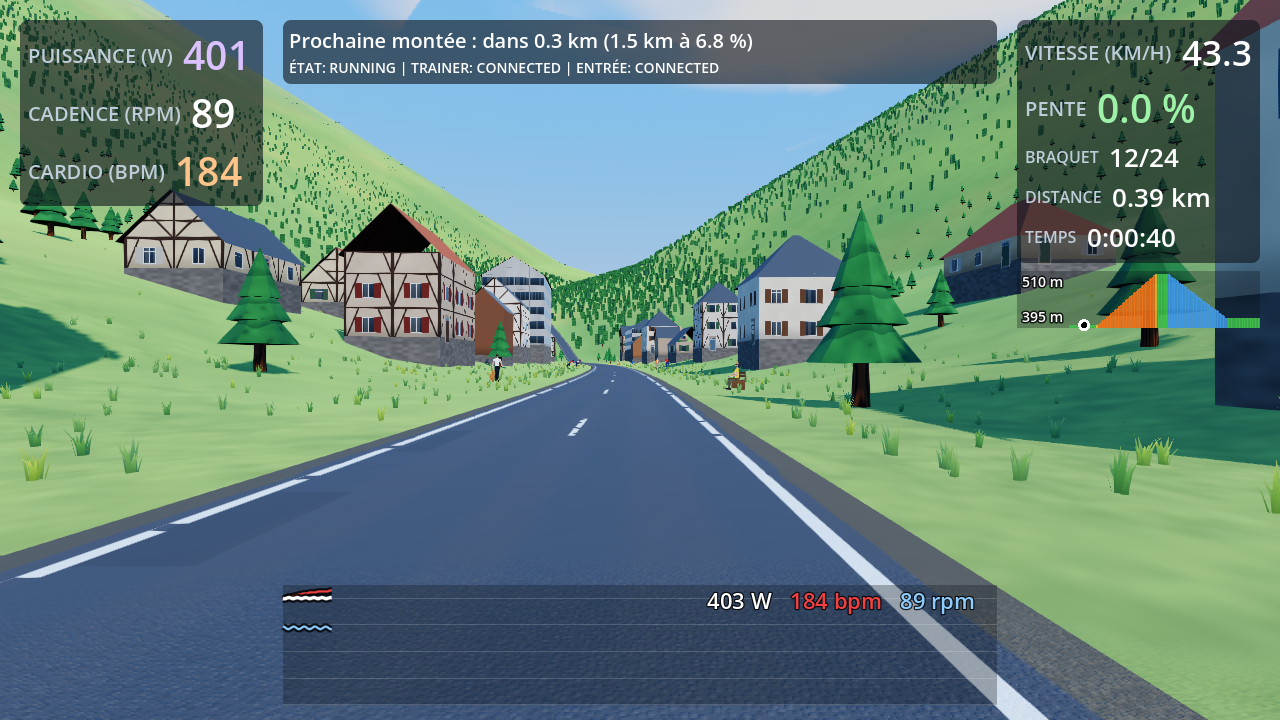 PUISSANCE (W) 401
CADENCE (RPM) 89
CARDIO (BPM) 184
Prochaine montée : dans 0.3 km (1.5 km à 6.8 %)
ÉTAT: RUNNING | TRAINER: CONNECTED | ENTRÉE: CONNECTED
VITESSE (KM/H) 43.3
PENTE 0.0 %
BRAQUET 12/24
DISTANCE 0.39 km
TEMPS 0:00:40
510 m
395 m
403 W 184 bpm 89 rpm